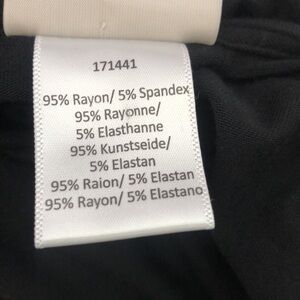 171441
95% Rayon/ 5% Spandex
95% Rayonne/
5% Elasthanne
95% Kunstseide/
5% Elastan
95% Raion/ 5% Elastan
95% Rayon/ 5% Elastano